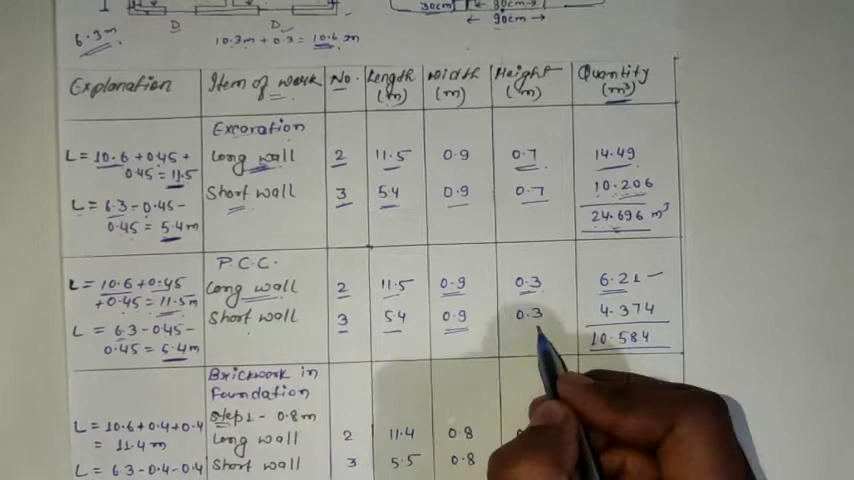 6.3m
D
D
10.3m + 0.3 = 10.6m
30cm
30cm
90cm
Explanation
Item of work
No.
Length (m)
Width (m)
Height (m)
Quantity (m³)
Excavation
L = 10.6 + 0.45 +
0.45 = 11.5
Long wall
2
11.5
0.9
0.7
14.49
L = 6.3 - 0.45 -
0.45 = 5.4m
Short wall
3
5.4
0.9
0.7
10.206
24.696 m³
P.C.C.
L = 10.6 + 0.45
+0.45 = 11.5m
Long wall
2
11.5
0.9
0.3
6.21
L = 6.3 - 0.45 -
0.45 = 5.4m
Short wall
3
5.4
0.9
0.3
4.374
10.584
Brickwork in
Foundation
Step1 - 0.8m
L = 10.6 + 0.4 + 0.4
= 11.4m
Long wall
2
11.4
0.8
L = 6.3 - 0.4 - 0.4
Short wall
3
5.5
0.8